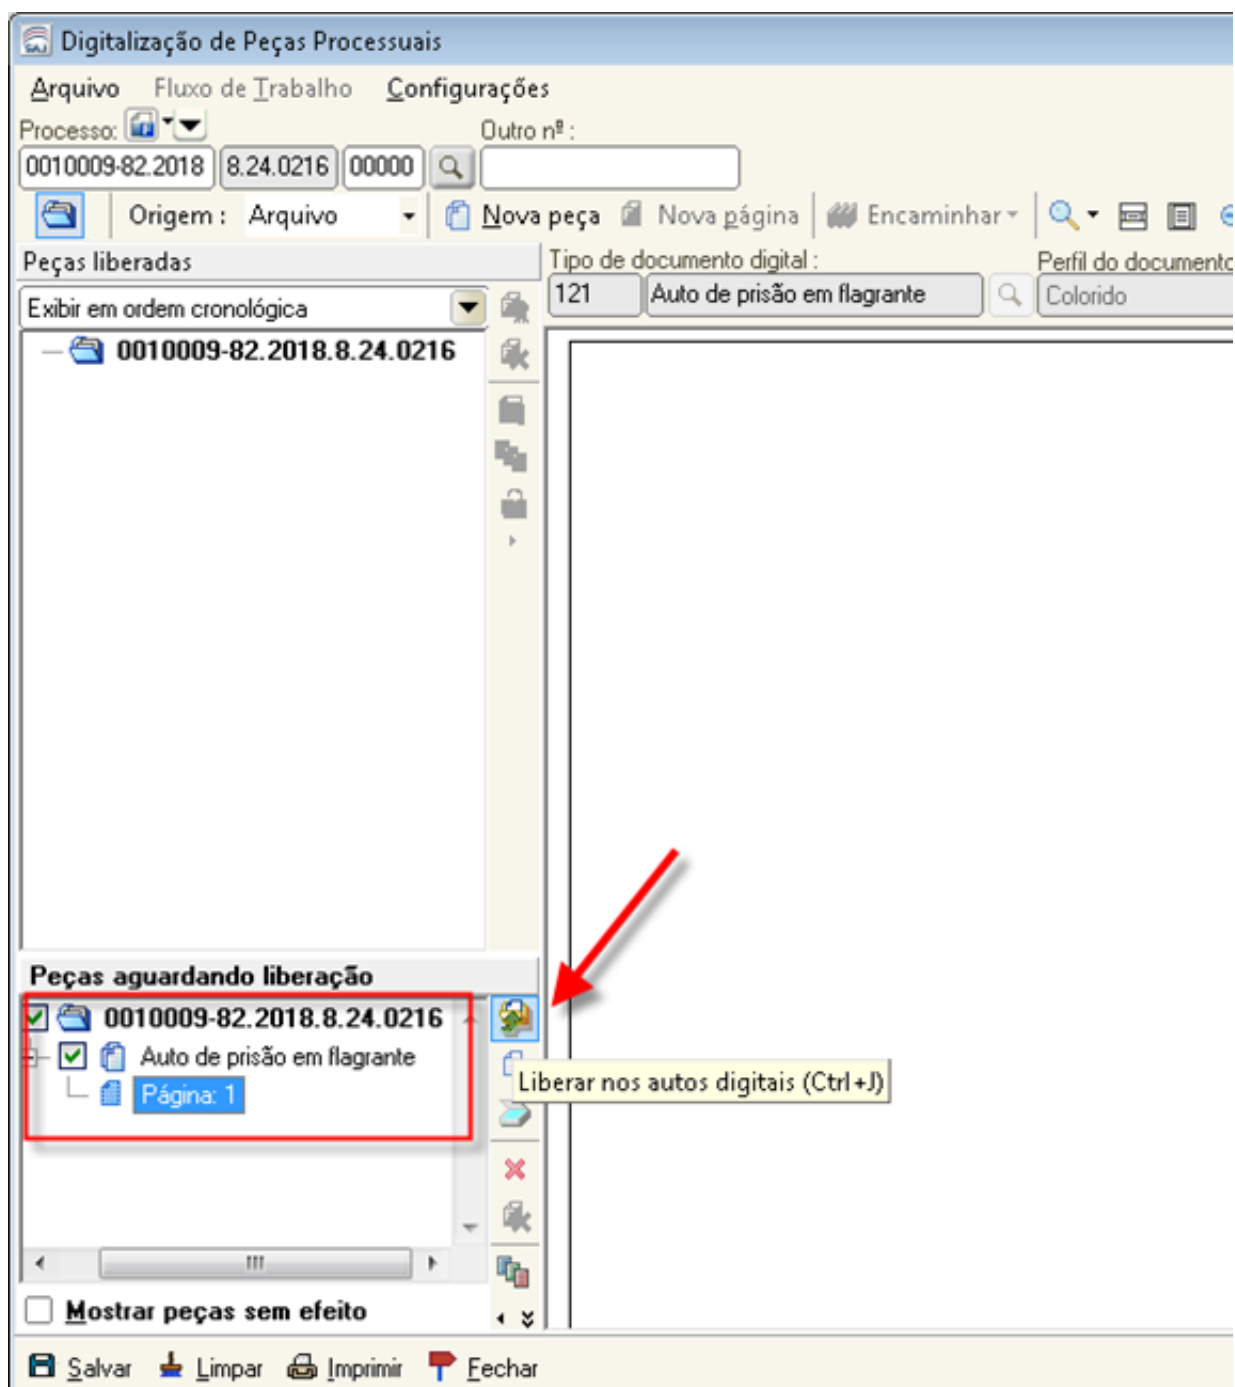 Digitalização de Peças Processuais
Arquivo Fluxo de Trabalho Configurações
Processo: Outro nº :
0010009-82.2018 8.24.0216 00000
Origem : Arquivo Nova peça Nova página Encaminhar
Peças liberadas
Tipo de documento digital : Perfil do documento
Exibir em ordem cronológica
121 Auto de prisão em flagrante Colorido
0010009-82.2018.8.24.0216
Peças aguardando liberação
0010009-82.2018.8.24.0216
Auto de prisão em flagrante
Liberar nos autos digitais (Ctrl+J)
Página: 1
Mostrar peças sem efeito
Salvar Limpar Imprimir Fechar